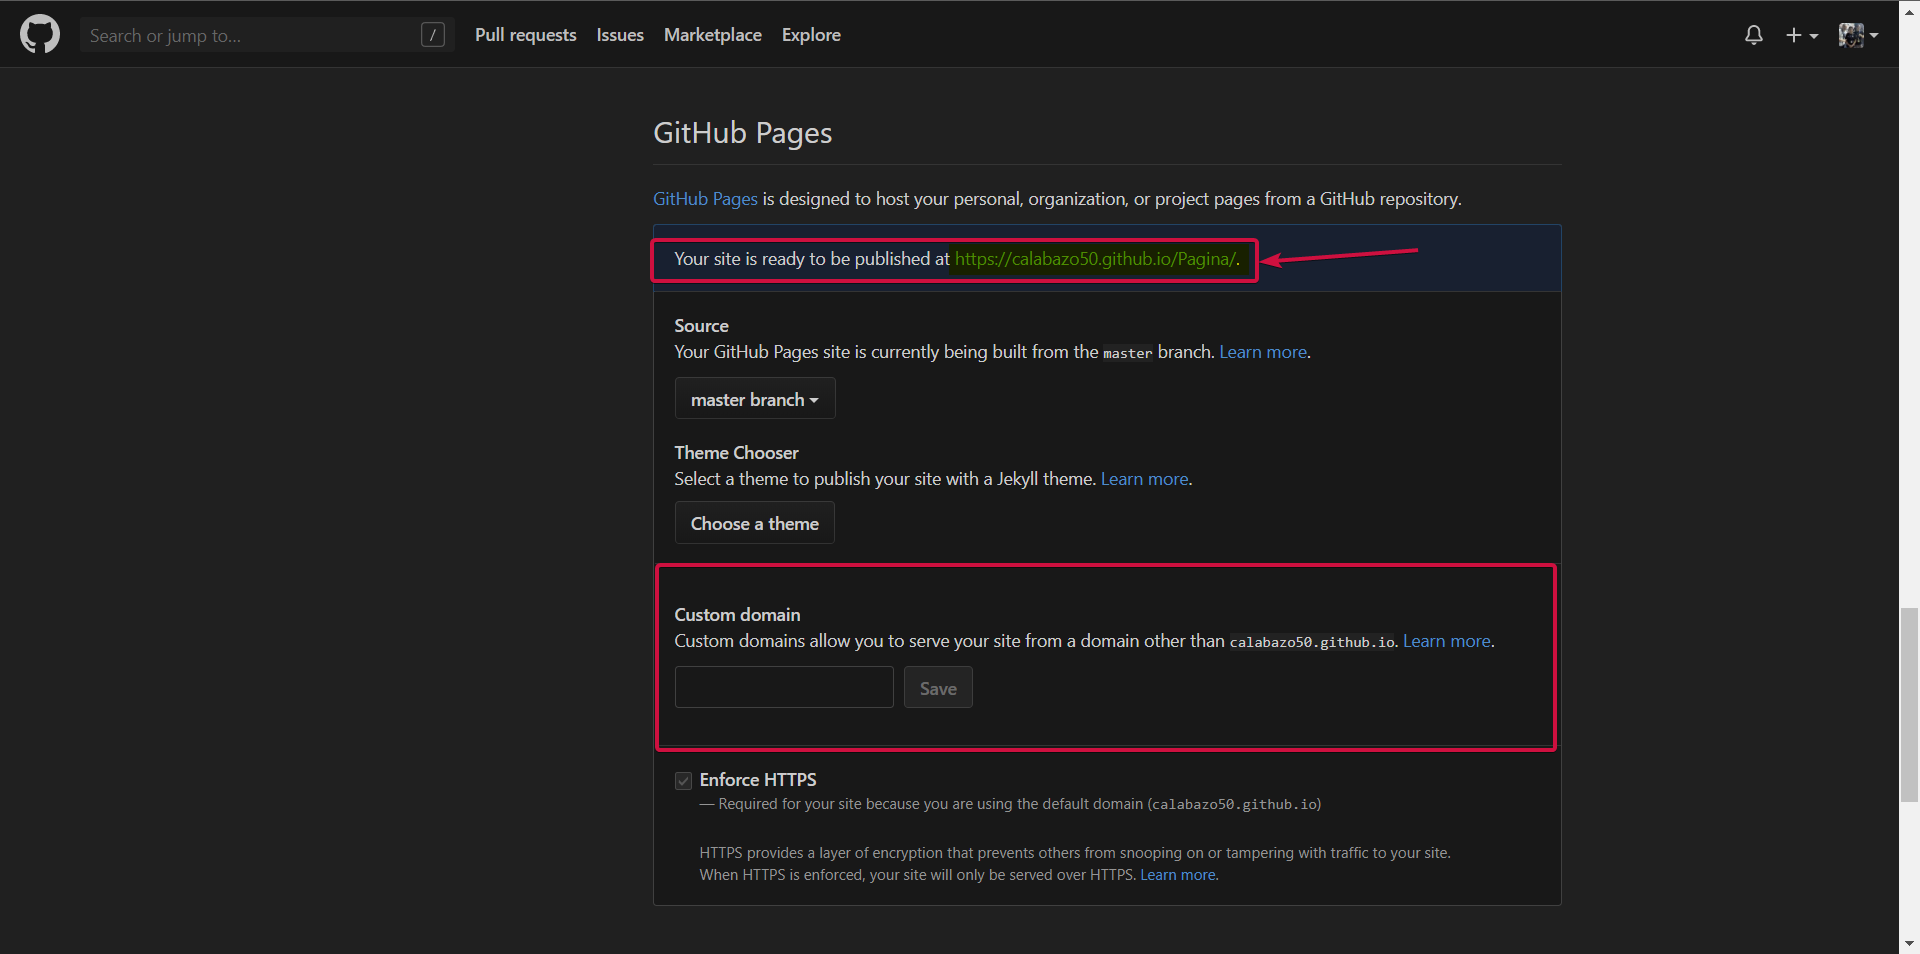 Search or jump to... /
Pull requests Issues Marketplace Explore
GitHub Pages
GitHub Pages is designed to host your personal, organization, or project pages from a GitHub repository.
Your site is ready to be published at https://calabazo50.github.io/Pagina/.
Source
Your GitHub Pages site is currently being built from the master branch. Learn more.
master branch
Theme Chooser
Select a theme to publish your site with a Jekyll theme. Learn more.
Choose a theme
Custom domain
Custom domains allow you to serve your site from a domain other than calabazo50.github.io. Learn more.
Save
Enforce HTTPS
— Required for your site because you are using the default domain (calabazo50.github.io)
HTTPS provides a layer of encryption that prevents others from snooping on or tampering with traffic to your site.
When HTTPS is enforced, your site will only be served over HTTPS. Learn more.